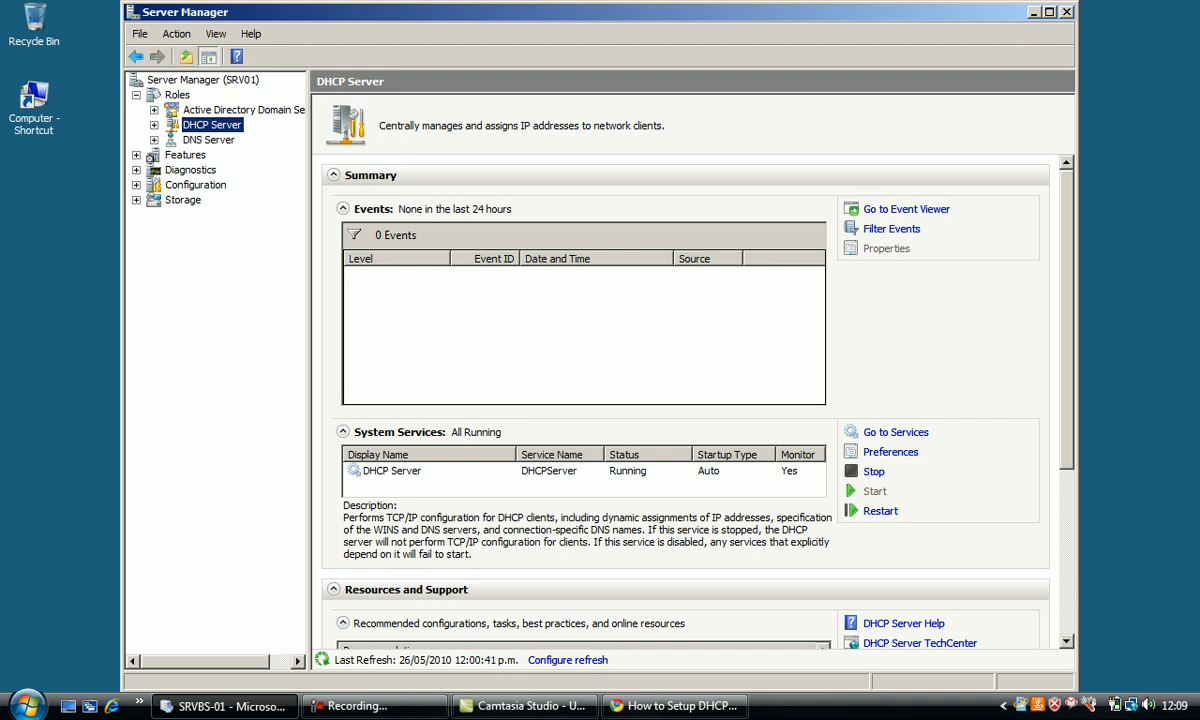 Recycle Bin
Computer -
Shortcut
Server Manager
File Action View Help
Server Manager (SRV01)
Roles
Active Directory Domain Se
DHCP Server
DNS Server
Features
Diagnostics
Configuration
Storage
DHCP Server
Centrally manages and assigns IP addresses to network clients.
Summary
Events: None in the last 24 hours
0 Events
Level Event ID Date and Time Source
Go to Event Viewer
Filter Events
Properties
System Services: All Running
Display Name Service Name Status Startup Type Monitor
DHCP Server DHCPServer Running Auto Yes
Description:
Performs TCP/IP configuration for DHCP clients, including dynamic assignments of IP addresses, specification
of the WINS and DNS servers, and connection-specific DNS names. If this service is stopped, the DHCP
server will not perform TCP/IP configuration for clients. If this service is disabled, any services that explicitly
depend on it will fail to start.
Go to Services
Preferences
Stop
Start
Restart
Resources and Support
Recommended configurations, tasks, best practices, and online resources
DHCP Server Help
DHCP Server TechCenter
Last Refresh: 26/05/2010 12:00:41 p.m. Configure refresh
SRVBS-01 - Microso... Recording... Camtasia Studio - U... How to Setup DHCP... 12:09